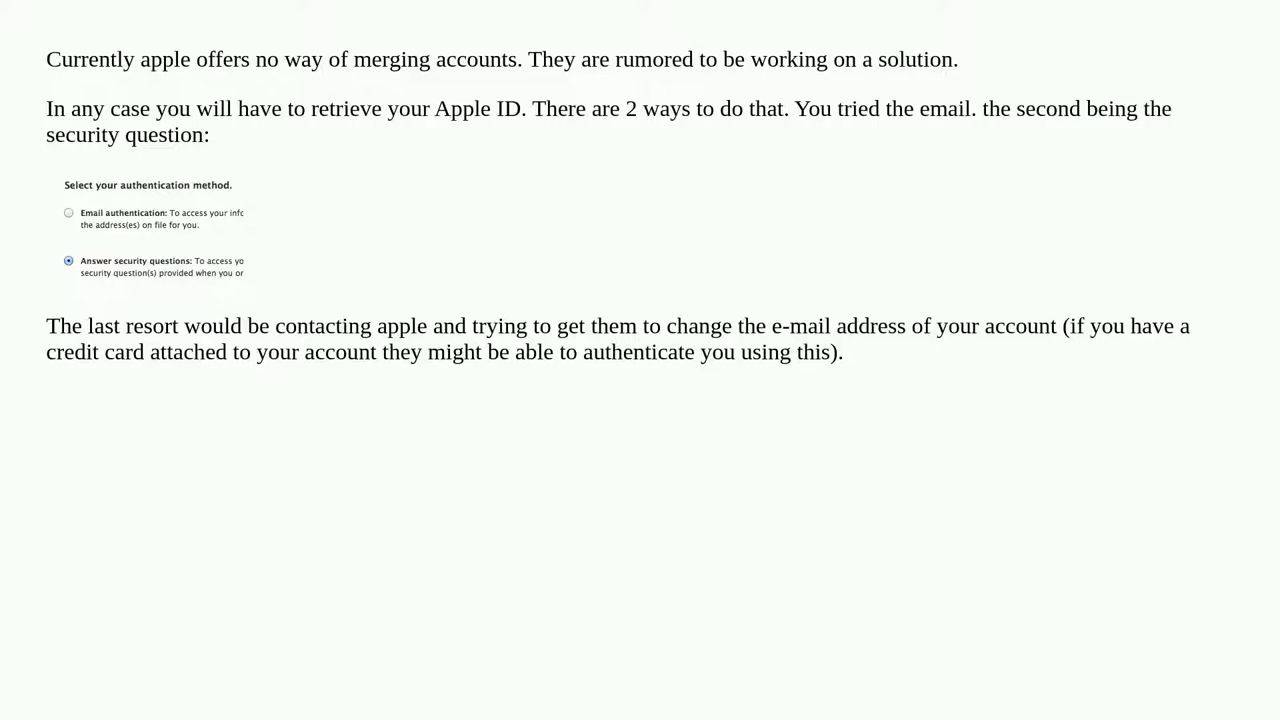 Currently apple offers no way of merging accounts. They are rumored to be working on a solution.
In any case you will have to retrieve your Apple ID. There are 2 ways to do that. You tried the email. the second being the
security question:
Select your authentication method.
Email authentication: To access your info
the address(es) on file for you.
Answer security questions: To access yo
security question(s) provided when you or
The last resort would be contacting apple and trying to get them to change the e-mail address of your account (if you have a
credit card attached to your account they might be able to authenticate you using this).